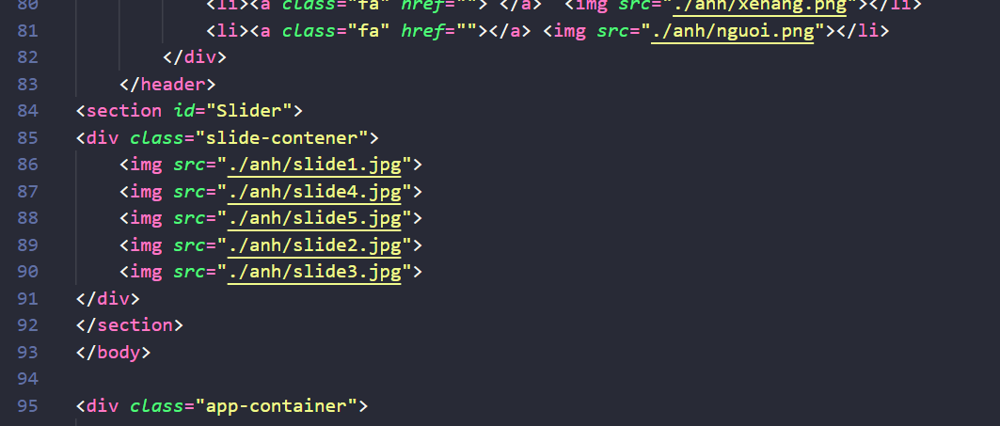 80 <li><a class="fa" href=""> </a>  <img src="./anh/xehang.png"></li>
81 <li><a class="fa" href=""></a> <img src="./anh/nguoi.png"></li>
82 </div>
83 </header>
84 <section id="Slider">
85 <div class="slide-contener">
86 <img src="./anh/slide1.jpg">
87 <img src="./anh/slide4.jpg">
88 <img src="./anh/slide5.jpg">
89 <img src="./anh/slide2.jpg">
90 <img src="./anh/slide3.jpg">
91 </div>
92 </section>
93 </body>
94
95 <div class="app-container">